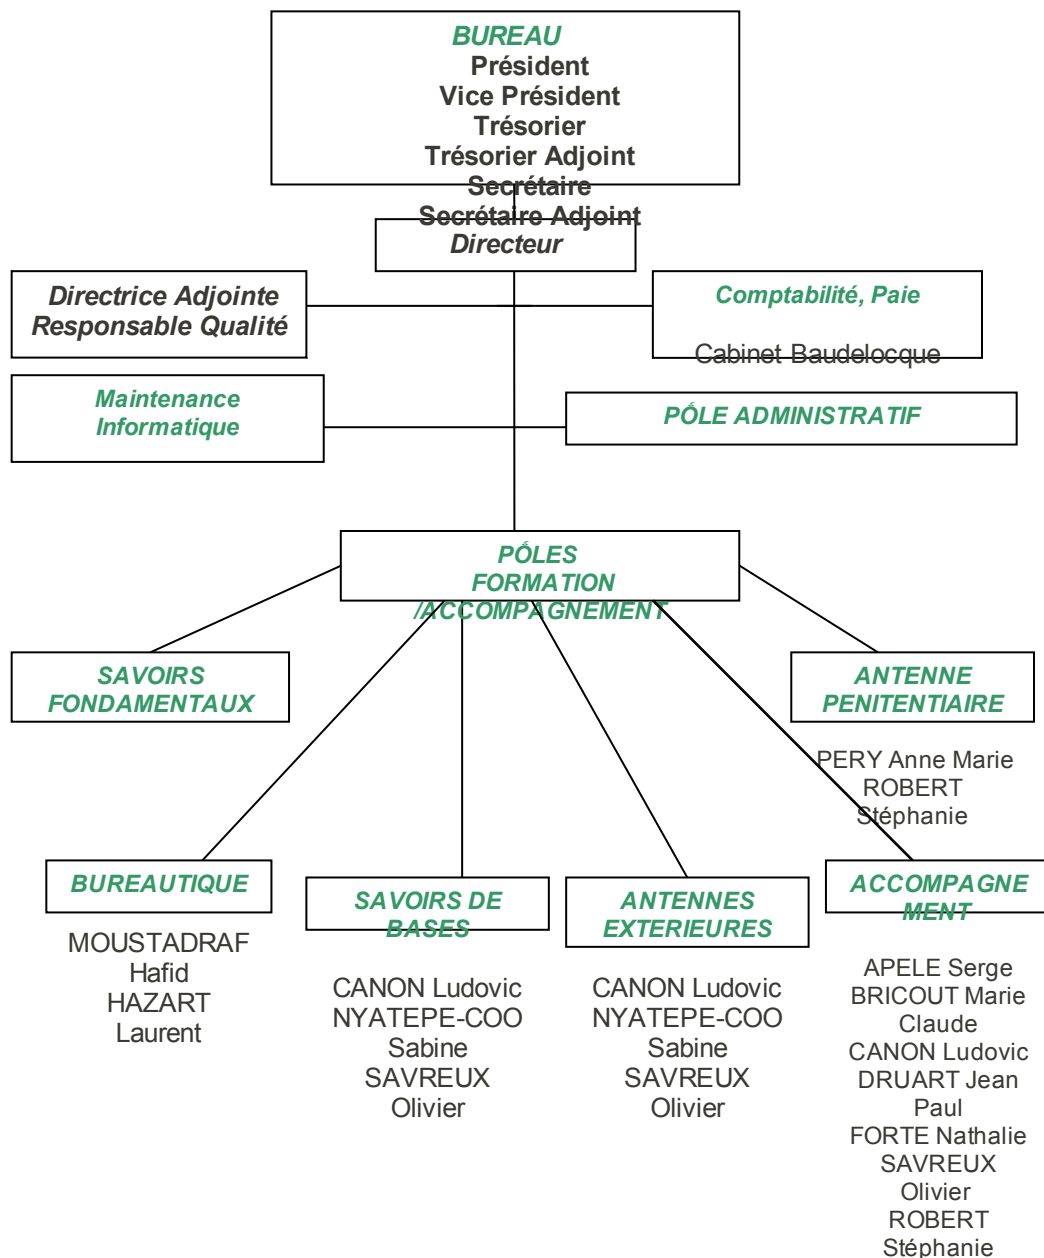 BUREAU
Président
Vice Président
Trésorier
Trésorier Adjoint
Secrétaire
Secrétaire Adjoint
Directeur
Directrice Adjointe
Responsable Qualité
Comptabilité, Paie
Cabinet Baudelocque
Maintenance
Informatique
PÔLE ADMINISTRATIF
PÔLES
FORMATION
/ACCOMPAGNEMENT
SAVOIRS
FONDAMENTAUX
ANTENNE
PENITENTIAIRE
PERY Anne Marie
ROBERT
Stéphanie
BUREAUTIQUE
MOUSTADRAF
Hafid
HAZART
Laurent
SAVOIRS DE
BASES
CANON Ludovic
NYATEPE-COO
Sabine
SAVREUX
Olivier
ANTENNES
EXTERIEURES
CANON Ludovic
NYATEPE-COO
Sabine
SAVREUX
Olivier
ACCOMPAGNE
MENT
APELE Serge
BRICOUT Marie
Claude
CANON Ludovic
DRUART Jean
Paul
FORTE Nathalie
SAVREUX
Olivier
ROBERT
Stéphanie